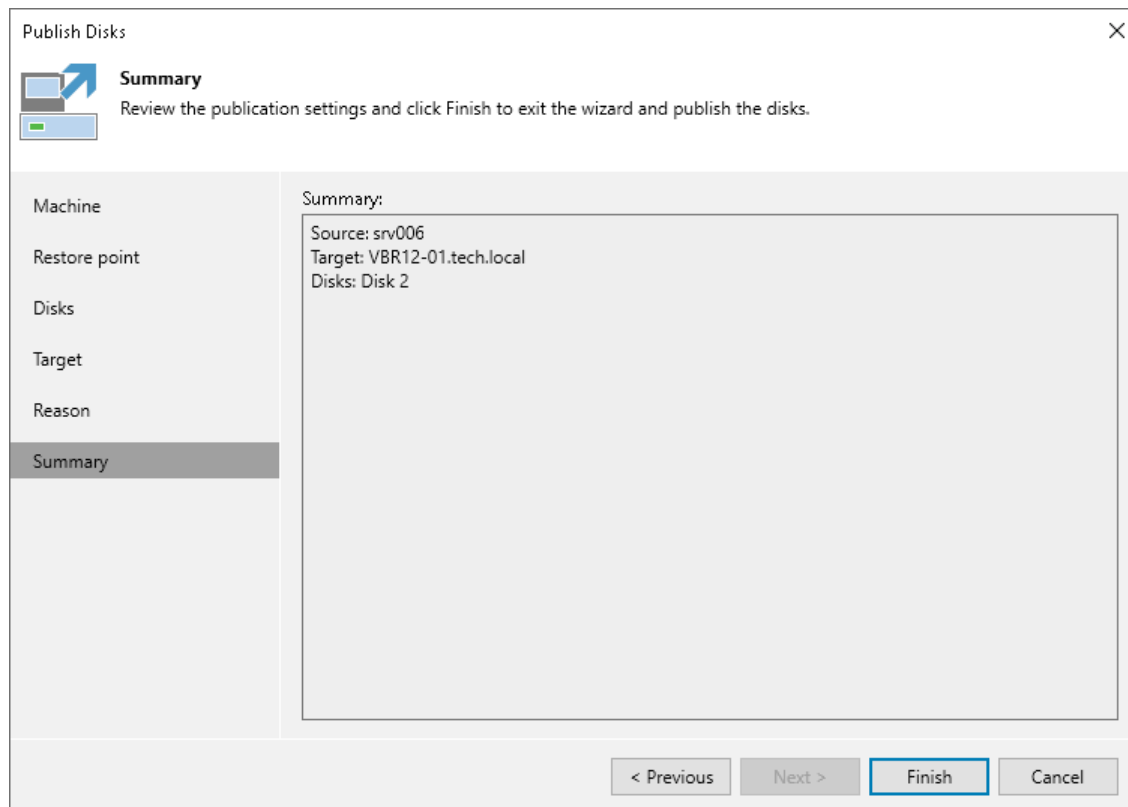 Publish Disks
Summary
Review the publication settings and click Finish to exit the wizard and publish the disks.
Machine
Restore point
Disks
Target
Reason
Summary
Summary:
Source: srv006
Target: VBR12-01.tech.local
Disks: Disk 2
< Previous
Next >
Finish
Cancel